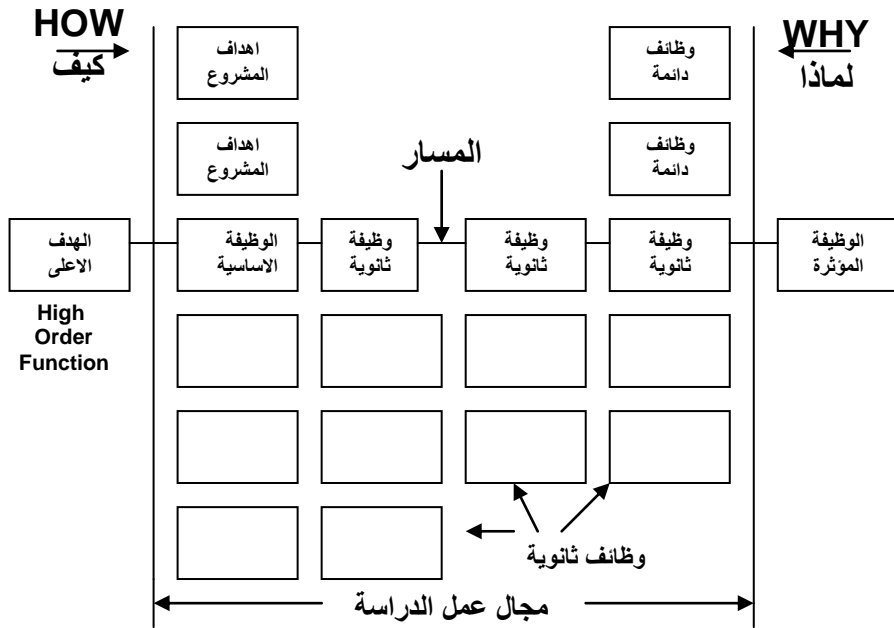 HOW
كيف
WHY
لماذا
اهداف
المشروع
وظائف
دائمة
اهداف
المشروع
وظائف
دائمة
المسار
الهدف
الاعلى
الوظيفة
الاساسية
وظيفة
ثانوية
وظيفة
ثانوية
وظيفة
ثانوية
الوظيفة
المؤثرة
High
Order
Function
وظائف ثانوية
مجال عمل الدراسة